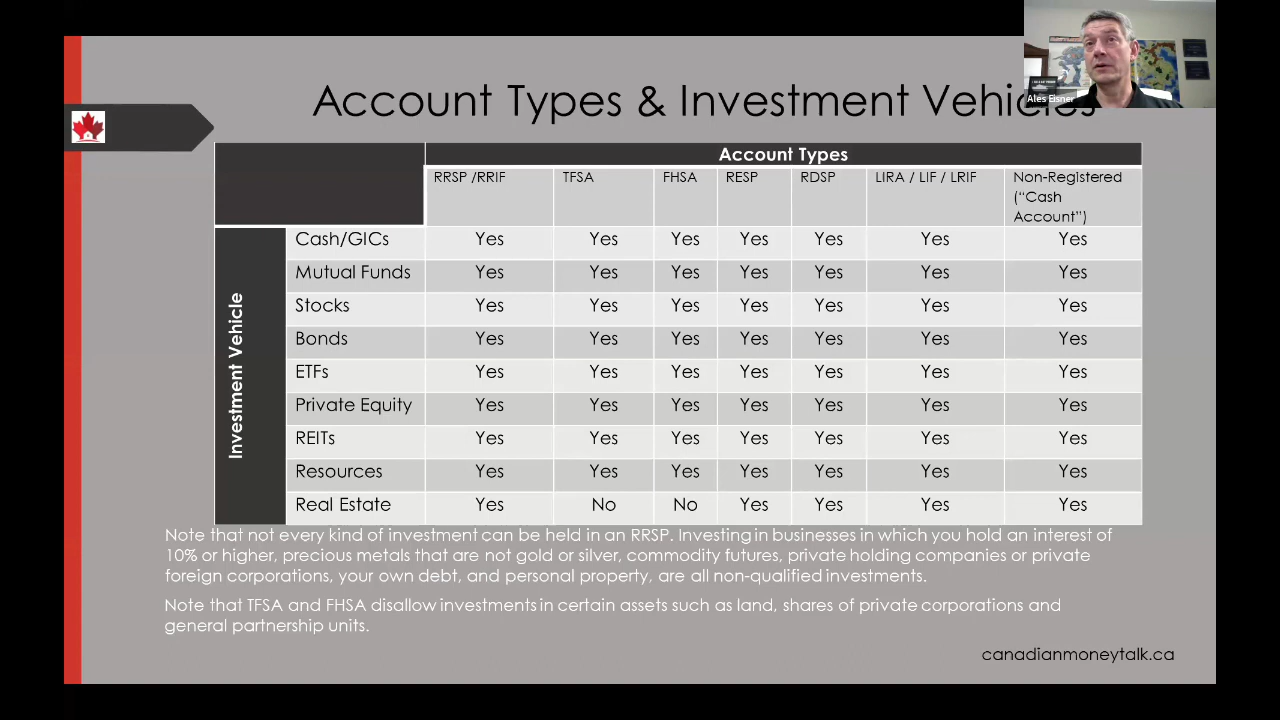 Account Types & Investment Vehicles
Ales Eisner
Account Types
RRSP /RRIF TFSA FHSA RESP RDSP LIRA / LIF / LRIF Non-Registered
("Cash
Account")
Investment Vehicle
Cash/GICs Yes Yes Yes Yes Yes Yes Yes
Mutual Funds Yes Yes Yes Yes Yes Yes Yes
Stocks Yes Yes Yes Yes Yes Yes Yes
Bonds Yes Yes Yes Yes Yes Yes Yes
ETFs Yes Yes Yes Yes Yes Yes Yes
Private Equity Yes Yes Yes Yes Yes Yes Yes
REITs Yes Yes Yes Yes Yes Yes Yes
Resources Yes Yes Yes Yes Yes Yes Yes
Real Estate Yes No No Yes Yes Yes Yes
Note that not every kind of investment can be held in an RRSP. Investing in businesses in which you hold an interest of
10% or higher, precious metals that are not gold or silver, commodity futures, private holding companies or private
foreign corporations, your own debt, and personal property, are all non-qualified investments.
Note that TFSA and FHSA disallow investments in certain assets such as land, shares of private corporations and
general partnership units.
canadianmoneytalk.ca